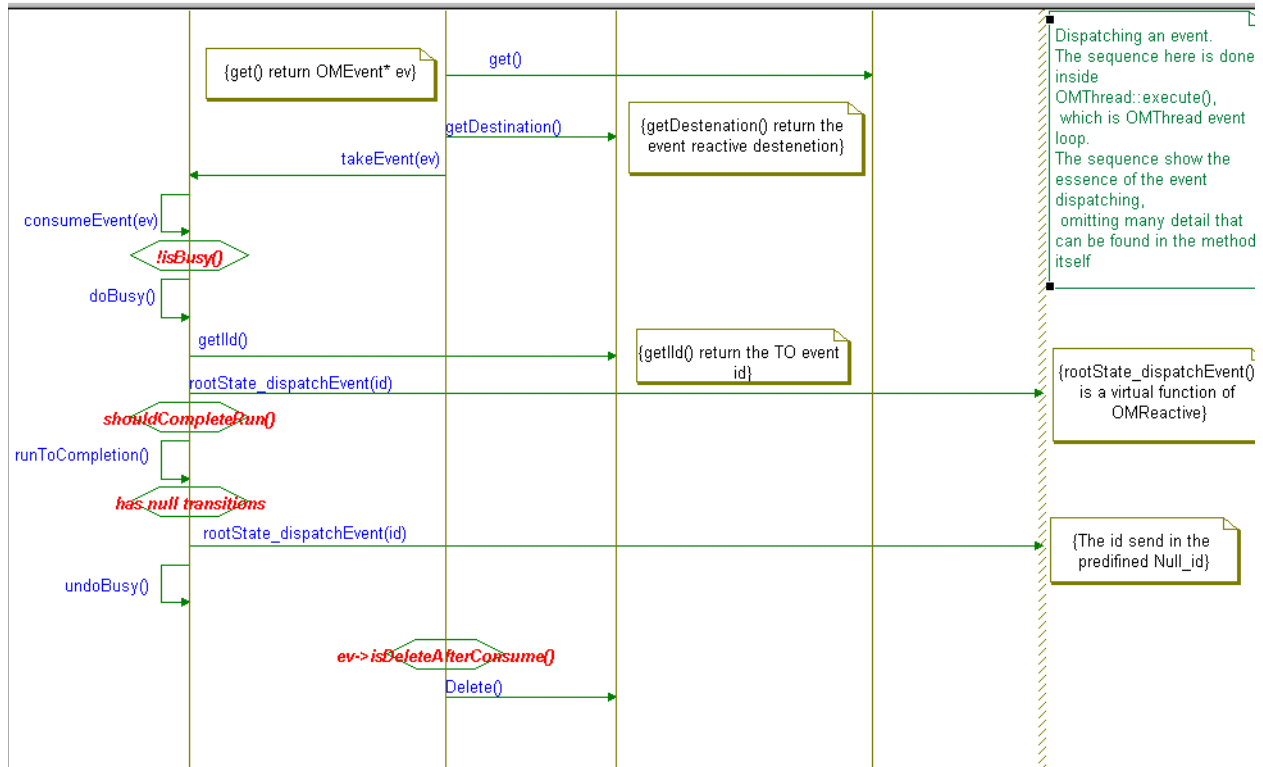 get()
{get() return OMEvent* ev}
getDestination()
{getDestenation() return the
event reactive destenetion}
Dispatching an event.
The sequence here is done
inside
OMThread::execute(),
which is OMThread event
loop.
The sequence show the
essence of the event
dispatching,
omitting many detail that
can be found in the method
itself
takeEvent(ev)
consumeEvent(ev)
!isBusy()
doBusy()
getlId()
{getlId() return the TO event
id}
rootState_dispatchEvent(id)
{rootState_dispatchEvent()
is a virtual function of
OMReactive}
shouldCompleteRun()
runToCompletion()
has null transitions
rootState_dispatchEvent(id)
{The id send in the
predifined Null_id}
undoBusy()
ev->isDeleteAfterConsume()
Delete()